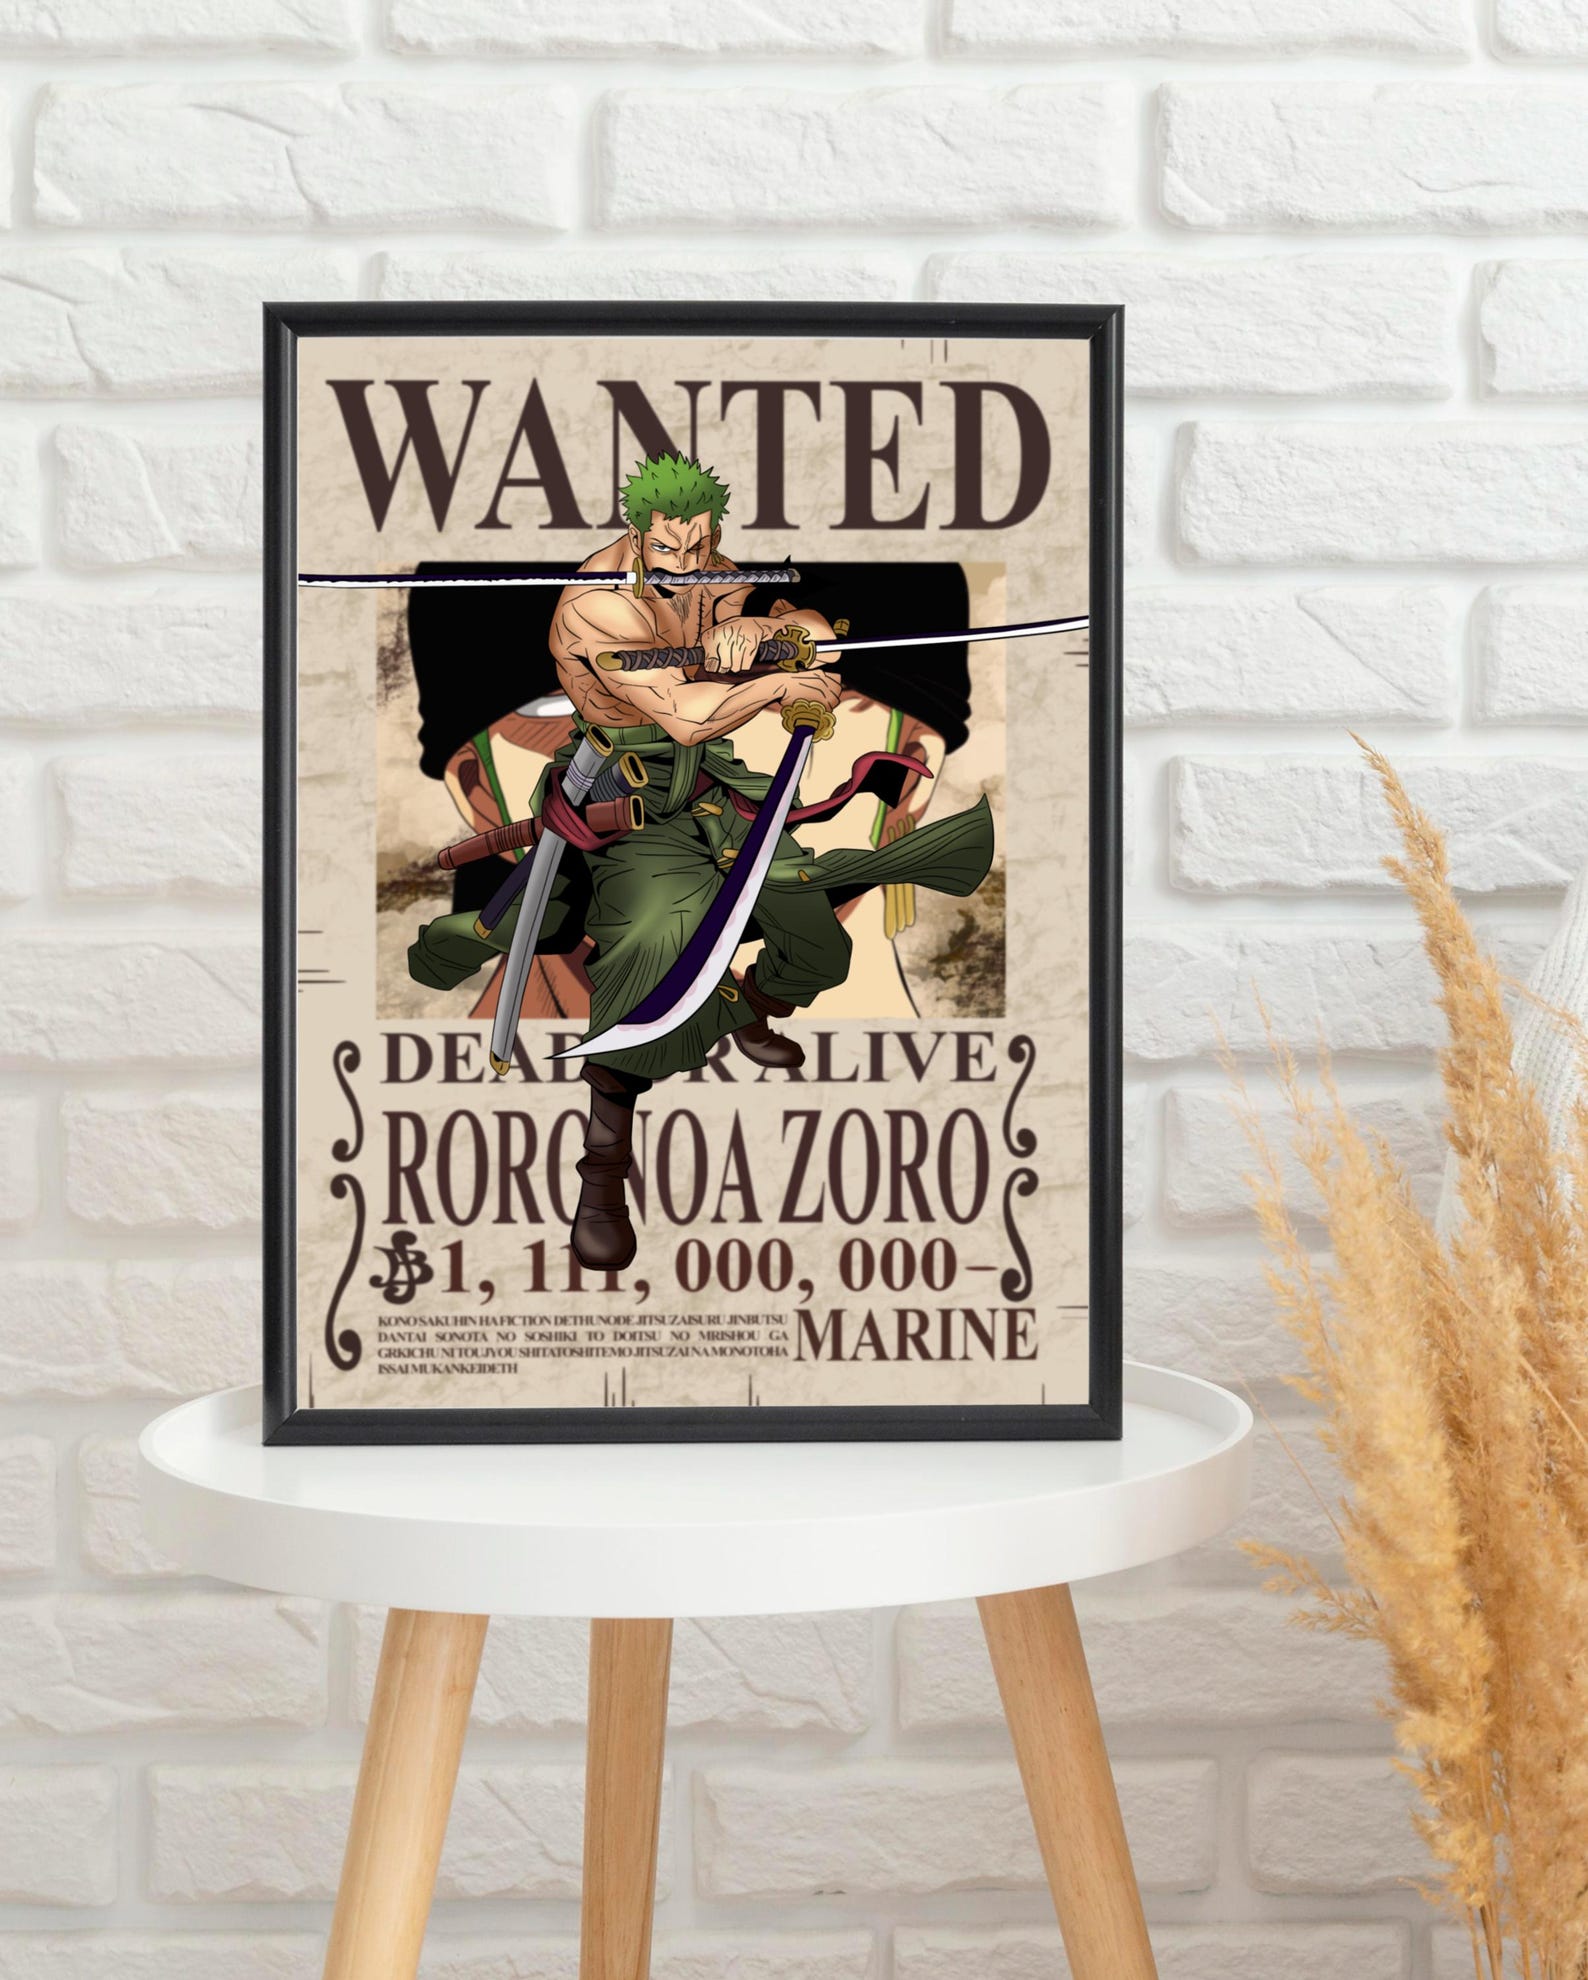 WANTED
DEAD OR ALIVE
RORONOA ZORO
1, 111, 000, 000-
KONO SAKUHIN HA FICTION DETHUNODE JITSUZAISURU JINBUTSU
DANTAI SONOTA NO SOSHIKI TO DOITSU NO MRISHOU GA
GRKICHU NI TOUJYOU SHITATOSHITEMO JITSUZAI NA MONOTOHA
ISSAI MUKANKEIDETH
MARINE